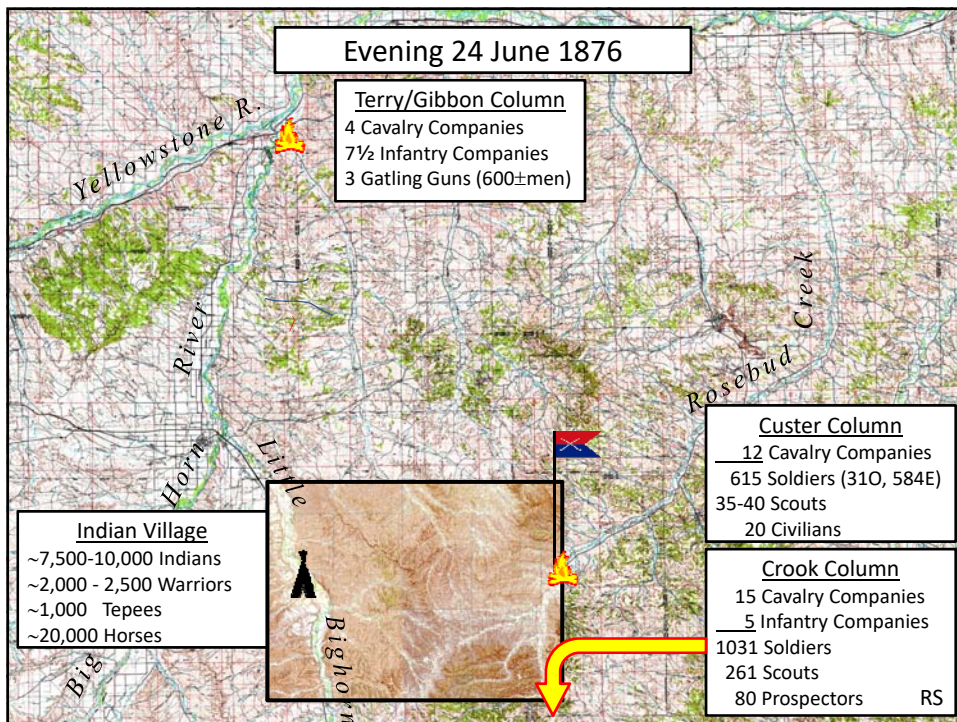 Evening 24 June 1876
Terry/Gibbon Column
4 Cavalry Companies
7½ Infantry Companies
3 Gatling Guns (600±men)
Yellowstone R.
Big Horn River
Little Bighorn
Rosebud Creek
Indian Village
~7,500-10,000 Indians
~2,000 - 2,500 Warriors
~1,000 Tepees
~20,000 Horses
Custer Column
12 Cavalry Companies
615 Soldiers (31O, 584E)
35-40 Scouts
20 Civilians
Crook Column
15 Cavalry Companies
5 Infantry Companies
1031 Soldiers
261 Scouts
80 Prospectors RS